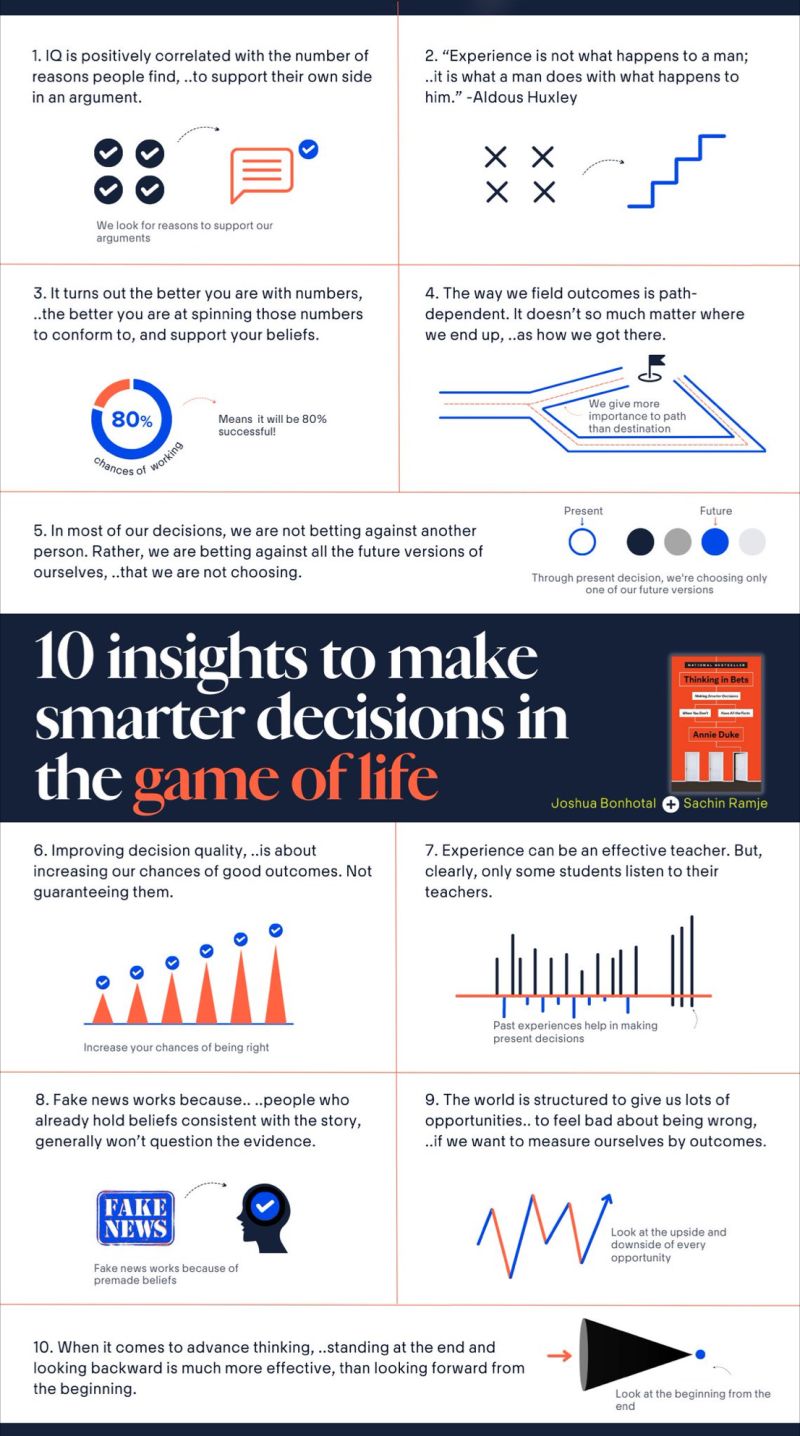 1. IQ is positively correlated with the number of
reasons people find, ..to support their own side
in an argument.
We look for reasons to support our
arguments
2. “Experience is not what happens to a man;
..it is what a man does with what happens to
him.” -Aldous Huxley
3. It turns out the better you are with numbers,
..the better you are at spinning those numbers
to conform to, and support your beliefs.
80%
chances of working
Means it will be 80%
successful!
4. The way we field outcomes is path-
dependent. It doesn’t so much matter where
we end up, ..as how we got there.
We give more
importance to path
than destination
5. In most of our decisions, we are not betting against another
person. Rather, we are betting against all the future versions of
ourselves, ..that we are not choosing.
Present
Future
Through present decision, we're choosing only
one of our future versions
10 insights to make
smarter decisions in
the game of life
NATIONAL BESTSELLER
Thinking in Bets
Making Smarter Decisions
When You Don't
Have All the Facts
Annie Duke
Joshua Bonhotal + Sachin Ramje
6. Improving decision quality, ..is about
increasing our chances of good outcomes. Not
guaranteeing them.
Increase your chances of being right
7. Experience can be an effective teacher. But,
clearly, only some students listen to their
teachers.
Past experiences help in making
present decisions
8. Fake news works because.. ..people who
already hold beliefs consistent with the story,
generally won’t question the evidence.
FAKE
NEWS
Fake news works because of
premade beliefs
9. The world is structured to give us lots of
opportunities.. to feel bad about being wrong,
..if we want to measure ourselves by outcomes.
Look at the upside and
downside of every
opportunity
10. When it comes to advance thinking, ..standing at the end and
looking backward is much more effective, than looking forward from
the beginning.
Look at the beginning from the
end